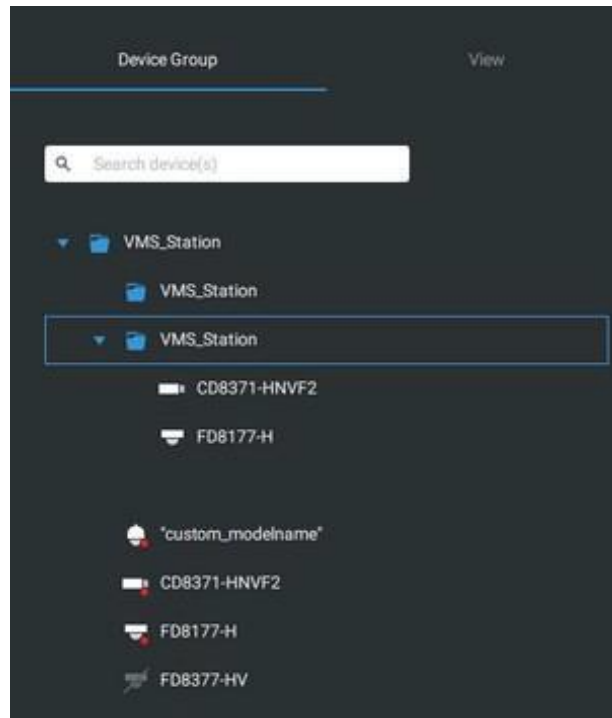 Device Group View
Search device(s)
VMS_Station
VMS_Station
VMS_Station
CD8371-HNVF2
FD8177-H
"custom_modelname"
CD8371-HNVF2
FD8177-H
FD8377-HV